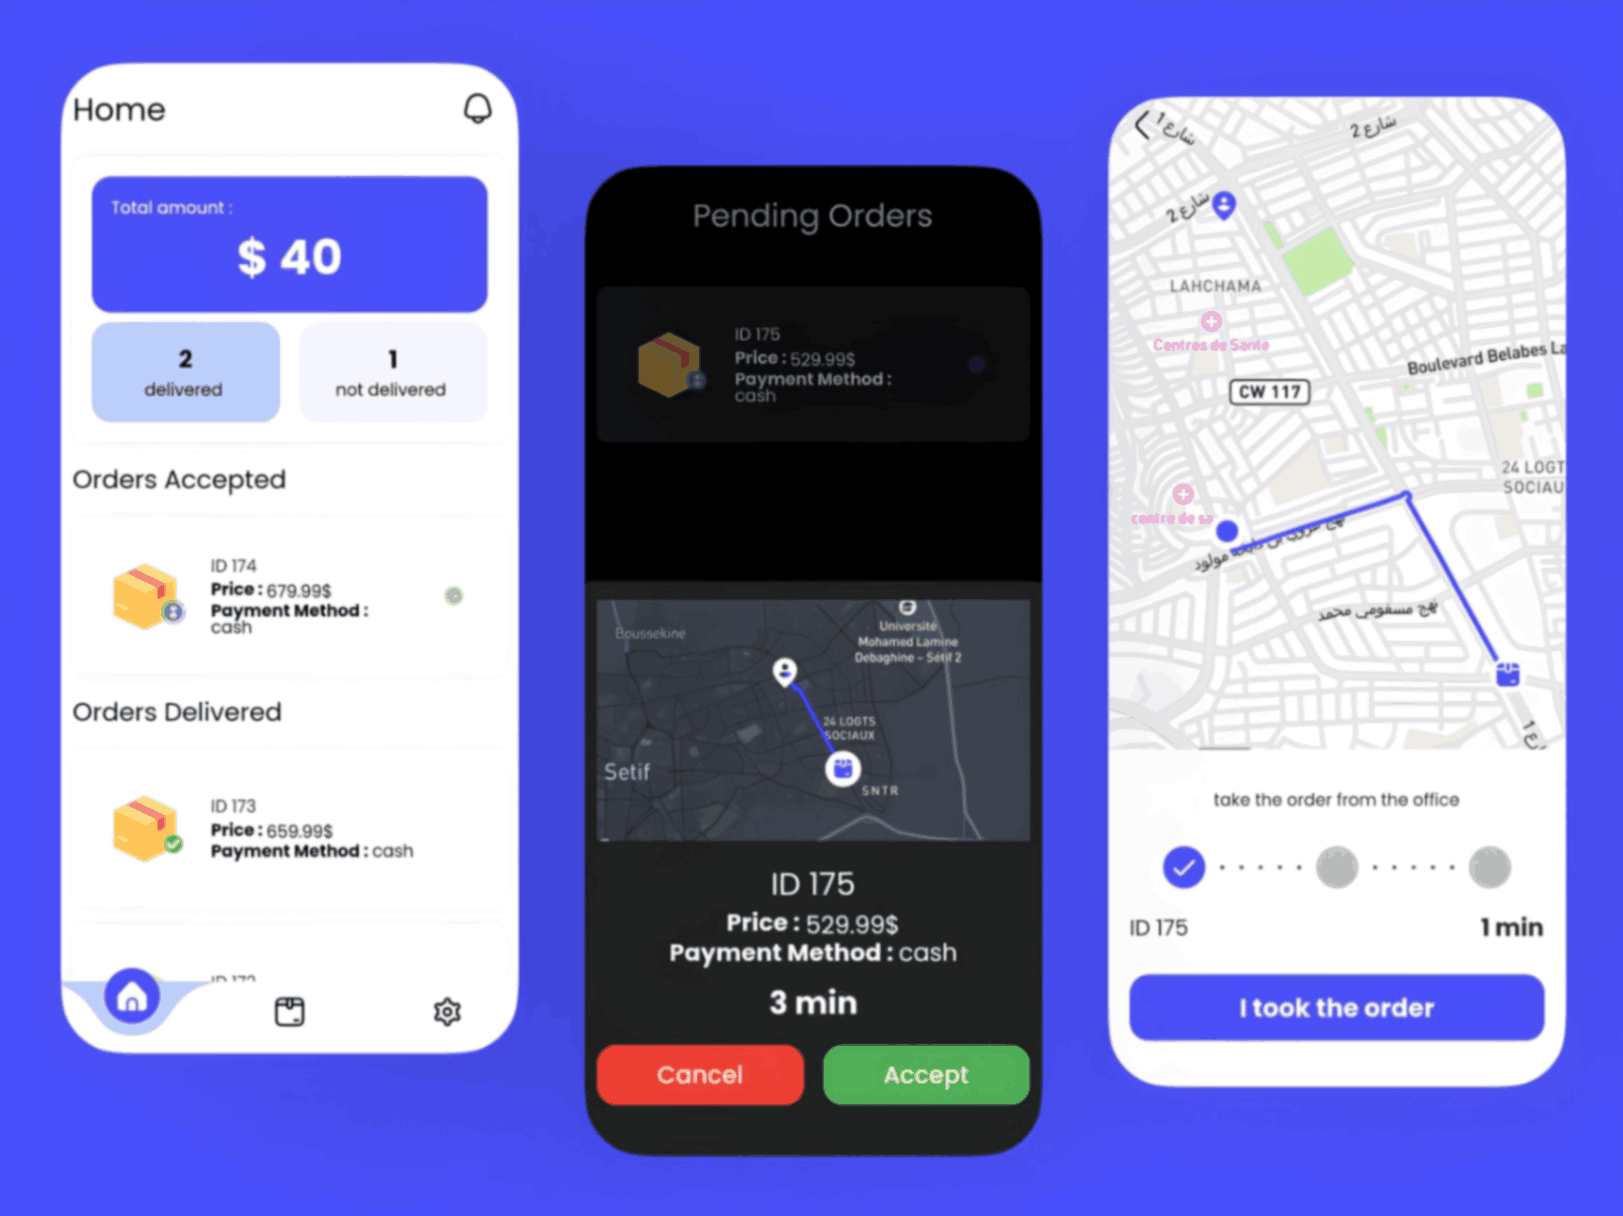 Home
Total amount :
$ 40
2
delivered
1
not delivered
Orders Accepted
ID 174
Price : 679.99$
Payment Method :
cash
Orders Delivered
ID 173
Price : 659.99$
Payment Method : cash
Pending Orders
ID 175
Price : 529.99$
Payment Method :
cash
Boussekine
Université
Mohamed Lamine
Debaghine - Sétif 2
24 LOGTS
SOCIAUX
Setif
SNTR
ID 175
Price : 529.99$
Payment Method : cash
3 min
Cancel
Accept
شارع 1
شارع 2
شارع 2
LAHCHAMA
Centres de Sante
Boulevard Belabes La
CW 117
24 LOGT
SOCIAU
centre de sa
مولود
نهج مسقومي محمد
take the order from the office
ID 175
1 min
I took the order